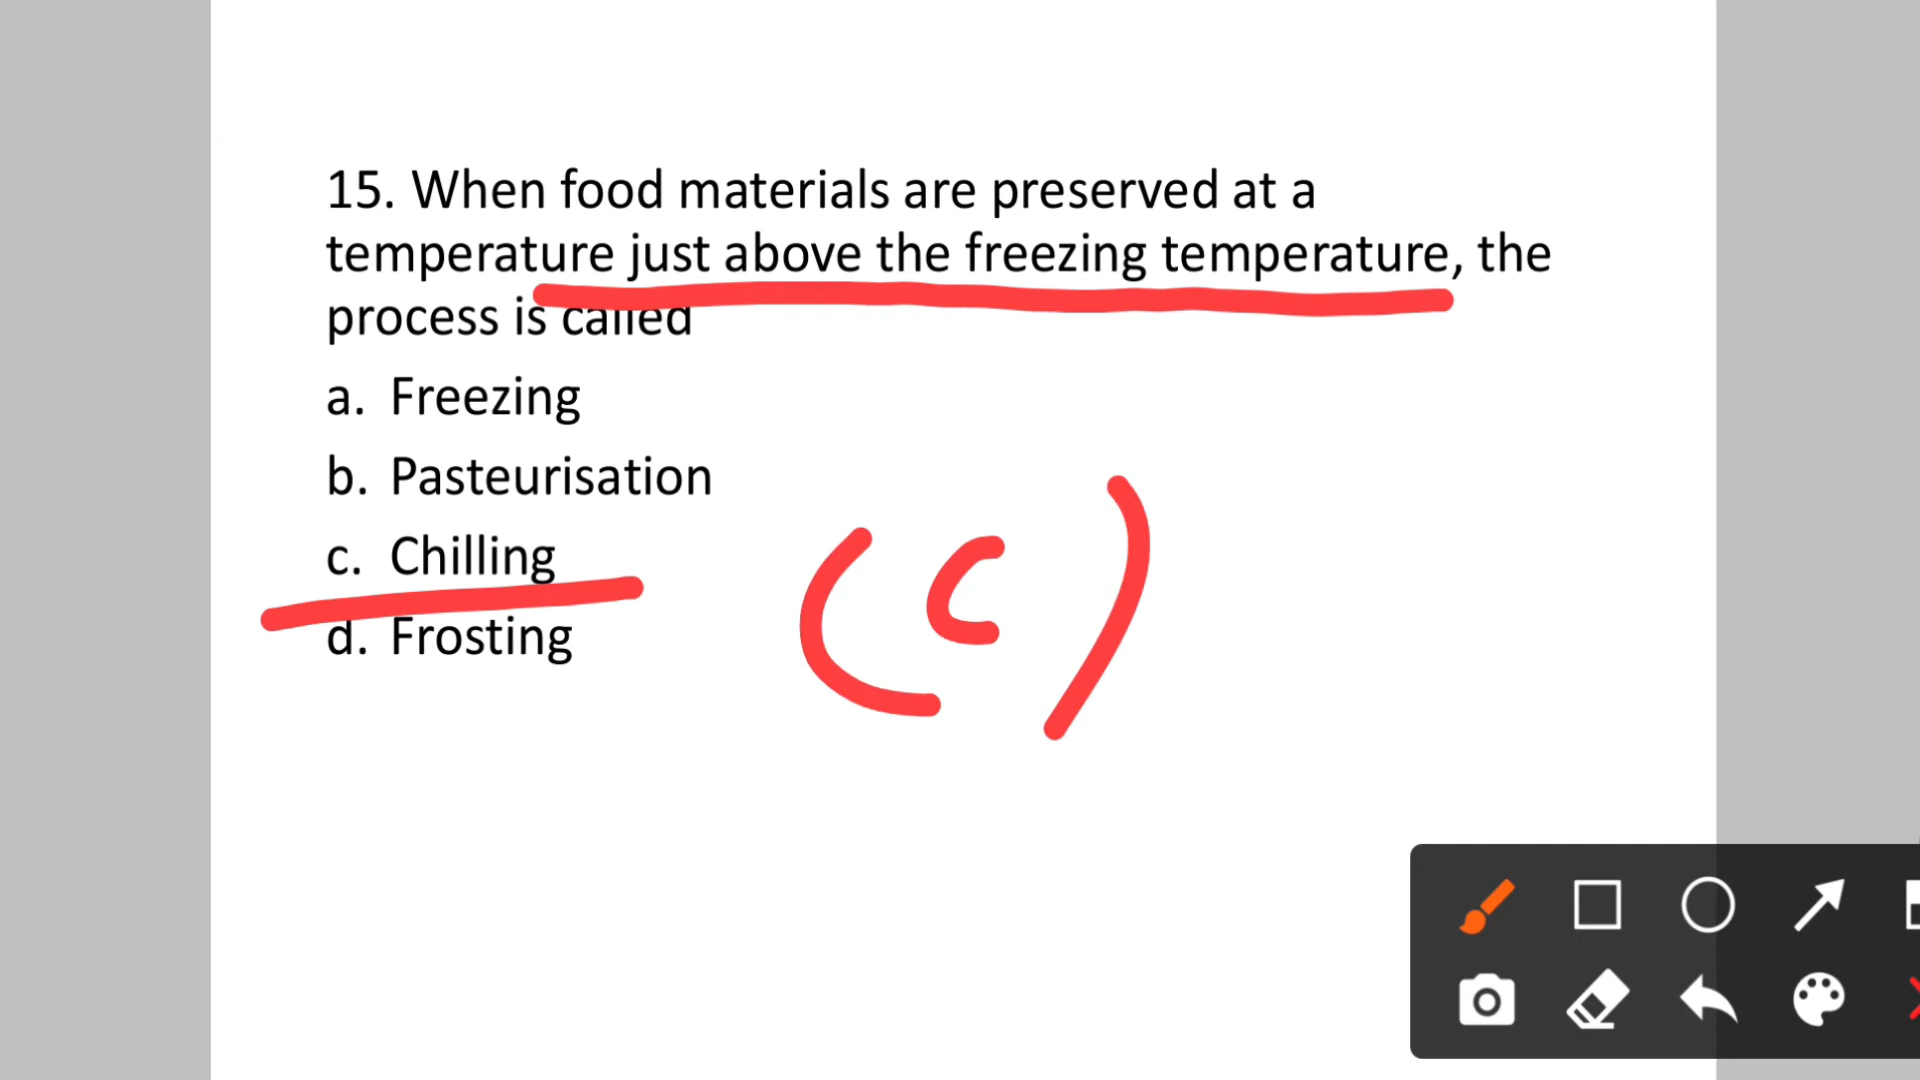 15. When food materials are preserved at a
temperature just above the freezing temperature, the
process is called
a. Freezing
b. Pasteurisation
c. Chilling
d. Frosting
(c)